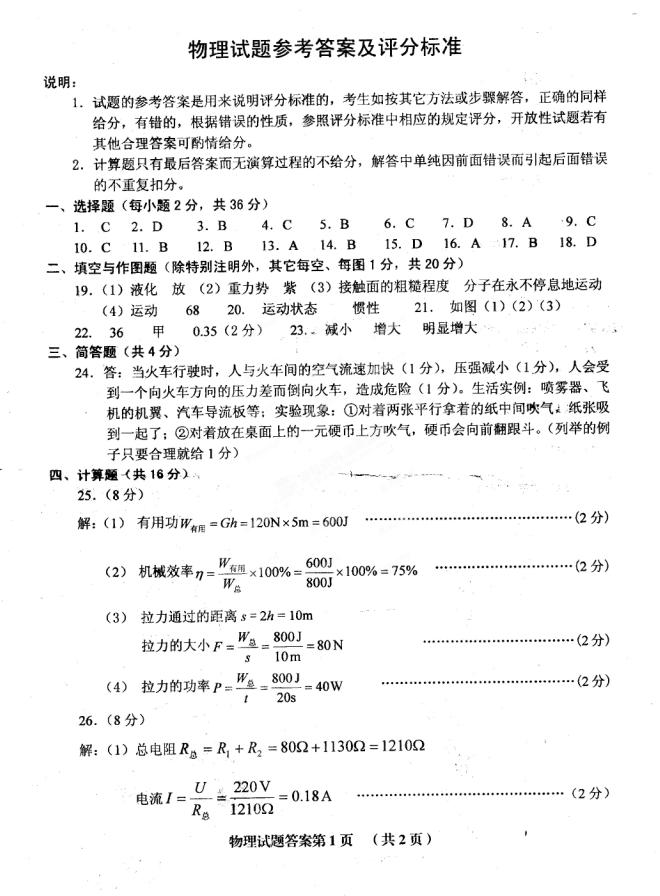 物理试题参考答案及评分标准
说明：
1．试题的参考答案是用来说明评分标准的，考生如按其它方法或步骤解答，正确的同样
给分，有错的，根据错误的性质，参照评分标准中相应的规定评分，开放性试题若有
其他合理答案可酌情给分。
2．计算题只有最后答案而无演算过程的不给分，解答中单纯因前面错误而引起后面错误
的不重复扣分。
一、选择题（每小题 2 分，共 36 分）
1．C 2．D 3．B 4．C 5．B 6．C 7．D 8．A 9．C
10．C 11．B 12．B 13．A 14．B 15．D 16．A 17．B 18．D
二、填空与作图题（除特别注明外，其它每空、每图 1 分，共 20 分）
19．（1）液化 放 （2）重力势 紫 （3）接触面的粗糙程度 分子在永不停息地运动
（4）运动 68 20． 运动状态 惯性 21． 如图（1）（2）（3）
22． 36 甲 0.35（2 分） 23． 减小 增大 明显增大
三、简答题（共 4 分）
24．答：当火车行驶时，人与火车间的空气流速加快（1 分），压强减小（1 分），人会受
到一个向火车方向的压力差而倒向火车，造成危险（1 分）。生活实例：喷雾器、飞
机的机翼、汽车导流板等；实验现象：①对着两张平行拿着的纸中间吹气，纸张吸
到一起了；②对着放在桌面上的一元硬币上方吹气，硬币会向前翻跟斗。（列举的例
子只要合理就给 1 分）
四、计算题（共 16 分）
25．（8 分）
解：（1） 有用功W有用 = Gh = 120N×5m = 600J ……………………………(2 分)
（2） 机械效率 η = W有用/W总 ×100% = 600J/800J ×100% = 75% ……………………(2 分)
（3） 拉力通过的距离 s = 2h = 10m
拉力的大小 F = W总/s = 800J/10m = 80N ……………………(2 分)
（4） 拉力的功率 P = W总/t = 800J/20s = 40W ……………………(2 分)
26．（8 分）
解：（1）总电阻 R总 = R₁ + R₂ = 80Ω + 1130Ω = 1210Ω
电流 I = U/R总 = 220V/1210Ω = 0.18A ……………………（2 分）
物理试题答案第 1 页 （共 2 页）